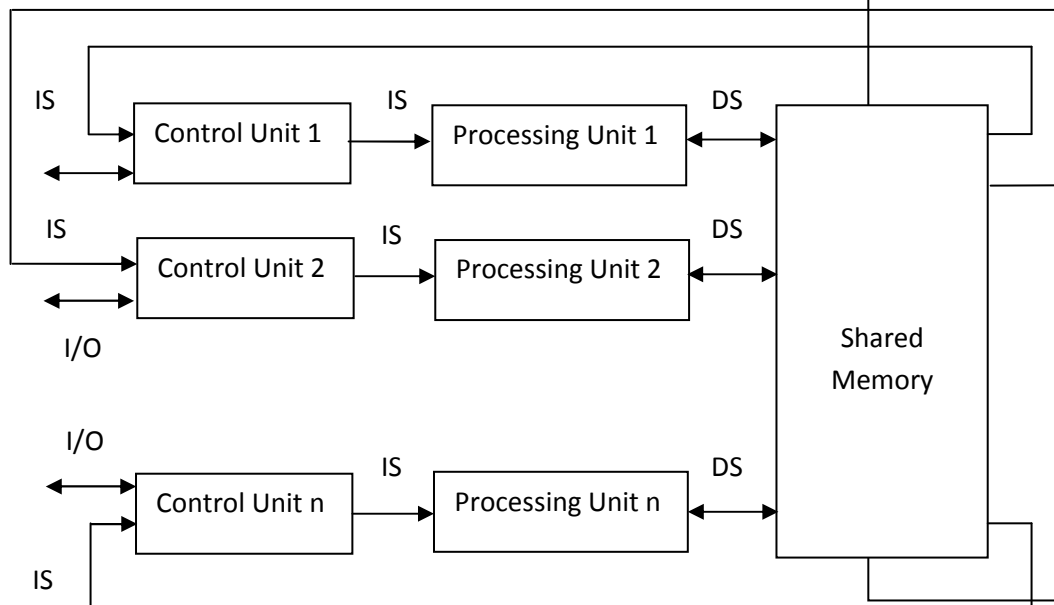 IS
IS
DS
Control Unit 1
Processing Unit 1
IS
IS
DS
Control Unit 2
Processing Unit 2
I/O
Shared
Memory
I/O
IS
DS
Control Unit n
Processing Unit n
IS